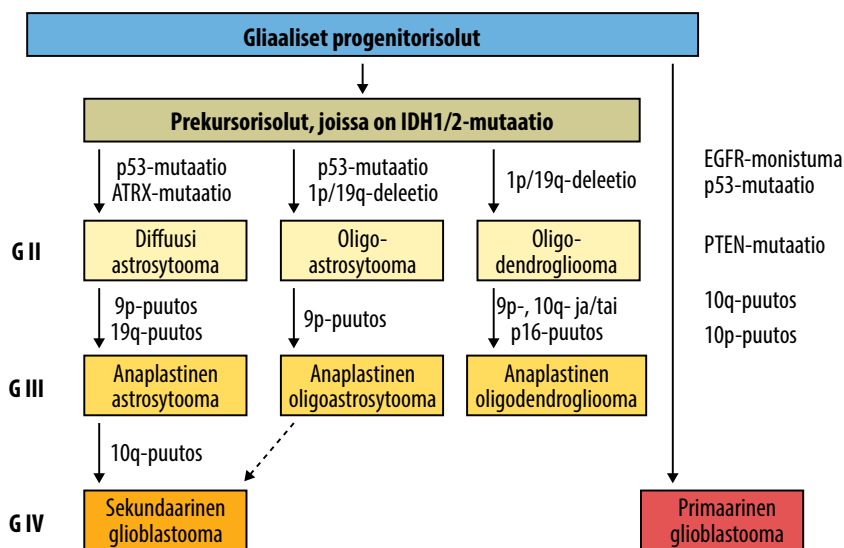 Gliaaliset progenitorisolut
Prekursorisolut, joissa on IDH1/2-mutaatio
p53-mutaatio
ATRX-mutaatio
p53-mutaatio
1p/19q-deleetio
1p/19q-deleetio
EGFR-monistuma
p53-mutaatio
PTEN-mutaatio
10q-puutos
10p-puutos
G II
Diffuusi
astrosytooma
Oligo-
astrosytooma
Oligo-
dendrogliooma
9p-puutos
19q-puutos
9p-puutos
9p-, 10q- ja/tai
p16-puutos
G III
Anaplastinen
astrosytooma
Anaplastinen
oligoastrosytooma
Anaplastinen
oligodendrogliooma
10q-puutos
G IV
Sekundaarinen
glioblastooma
Primaarinen
glioblastooma